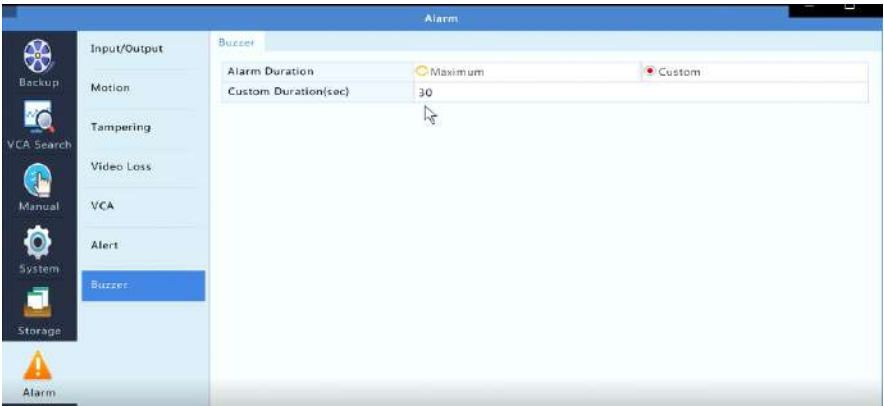 Alarm
Backup
VCA Search
Manual
System
Storage
Alarm
Input/Output
Motion
Tampering
Video Loss
VCA
Alert
Buzzer
Buzzer
Alarm Duration Maximum Custom
Custom Duration(sec) 30